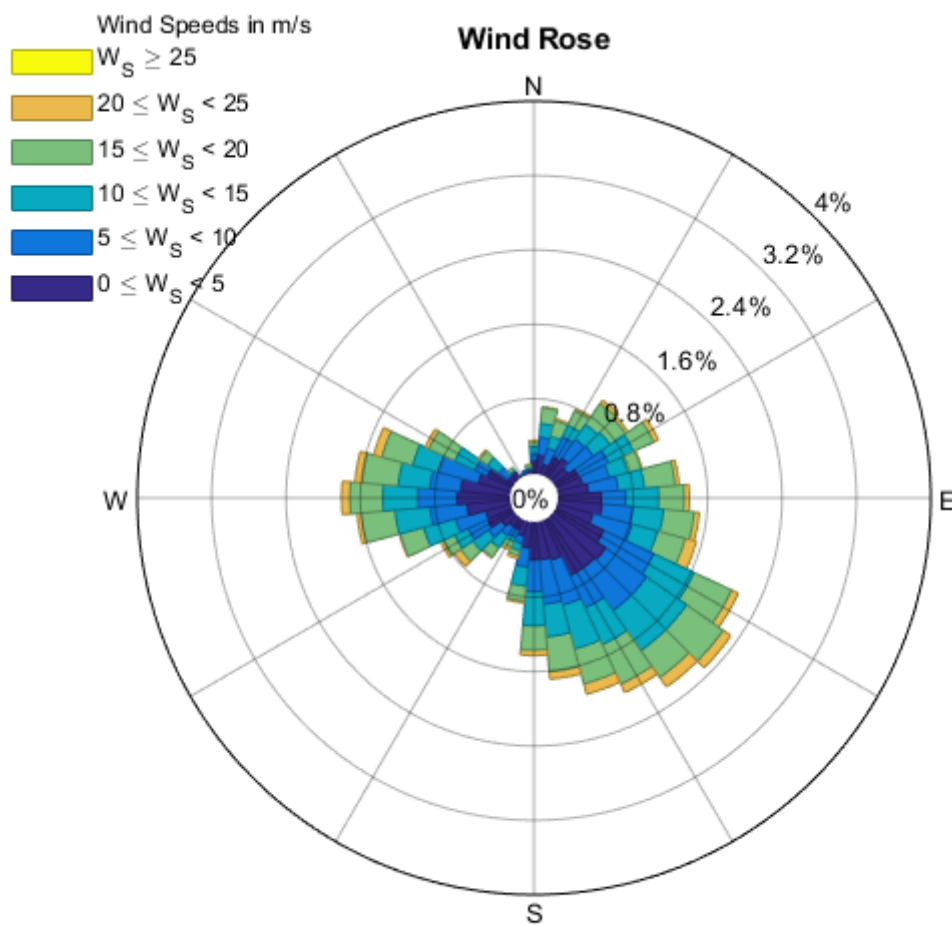 Wind Speeds in m/s
W_S ≥ 25
20 ≤ W_S < 25
15 ≤ W_S < 20
10 ≤ W_S < 15
5 ≤ W_S < 10
0 ≤ W_S < 5
Wind Rose
N
4%
3.2%
2.4%
1.6%
0.8%
W
0%
E
S